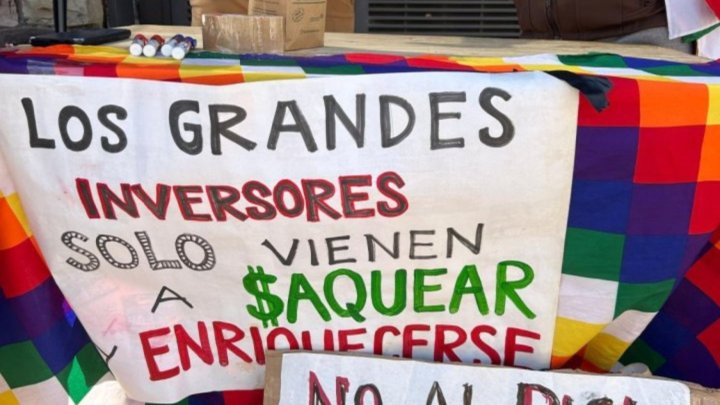 LOS GRANDES
INVERSORES
SOLO VIENEN
A $AQUEAR
Y ENRIQUECERSE
NO AL